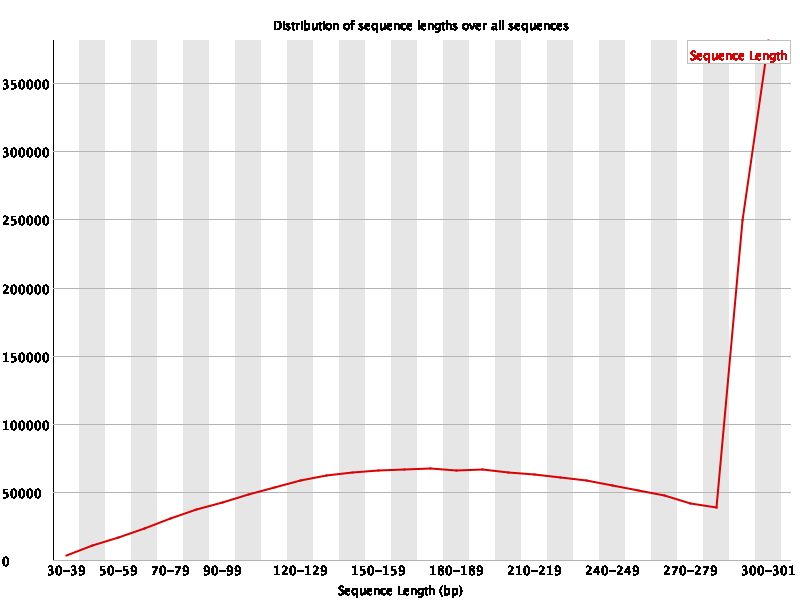 Distribution of sequence lengths over all sequences
Sequence Length
350000
300000
250000
200000
150000
100000
50000
0
30-39 50-59 70-79 90-99 120-129 150-159 180-189 210-219 240-249 270-279 300-301
Sequence Length (bp)